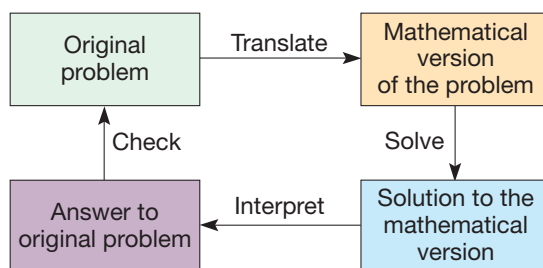 Original
problem
Translate
Mathematical
version
of the problem
Check
Solve
Answer to
original problem
Interpret
Solution to the
mathematical
version